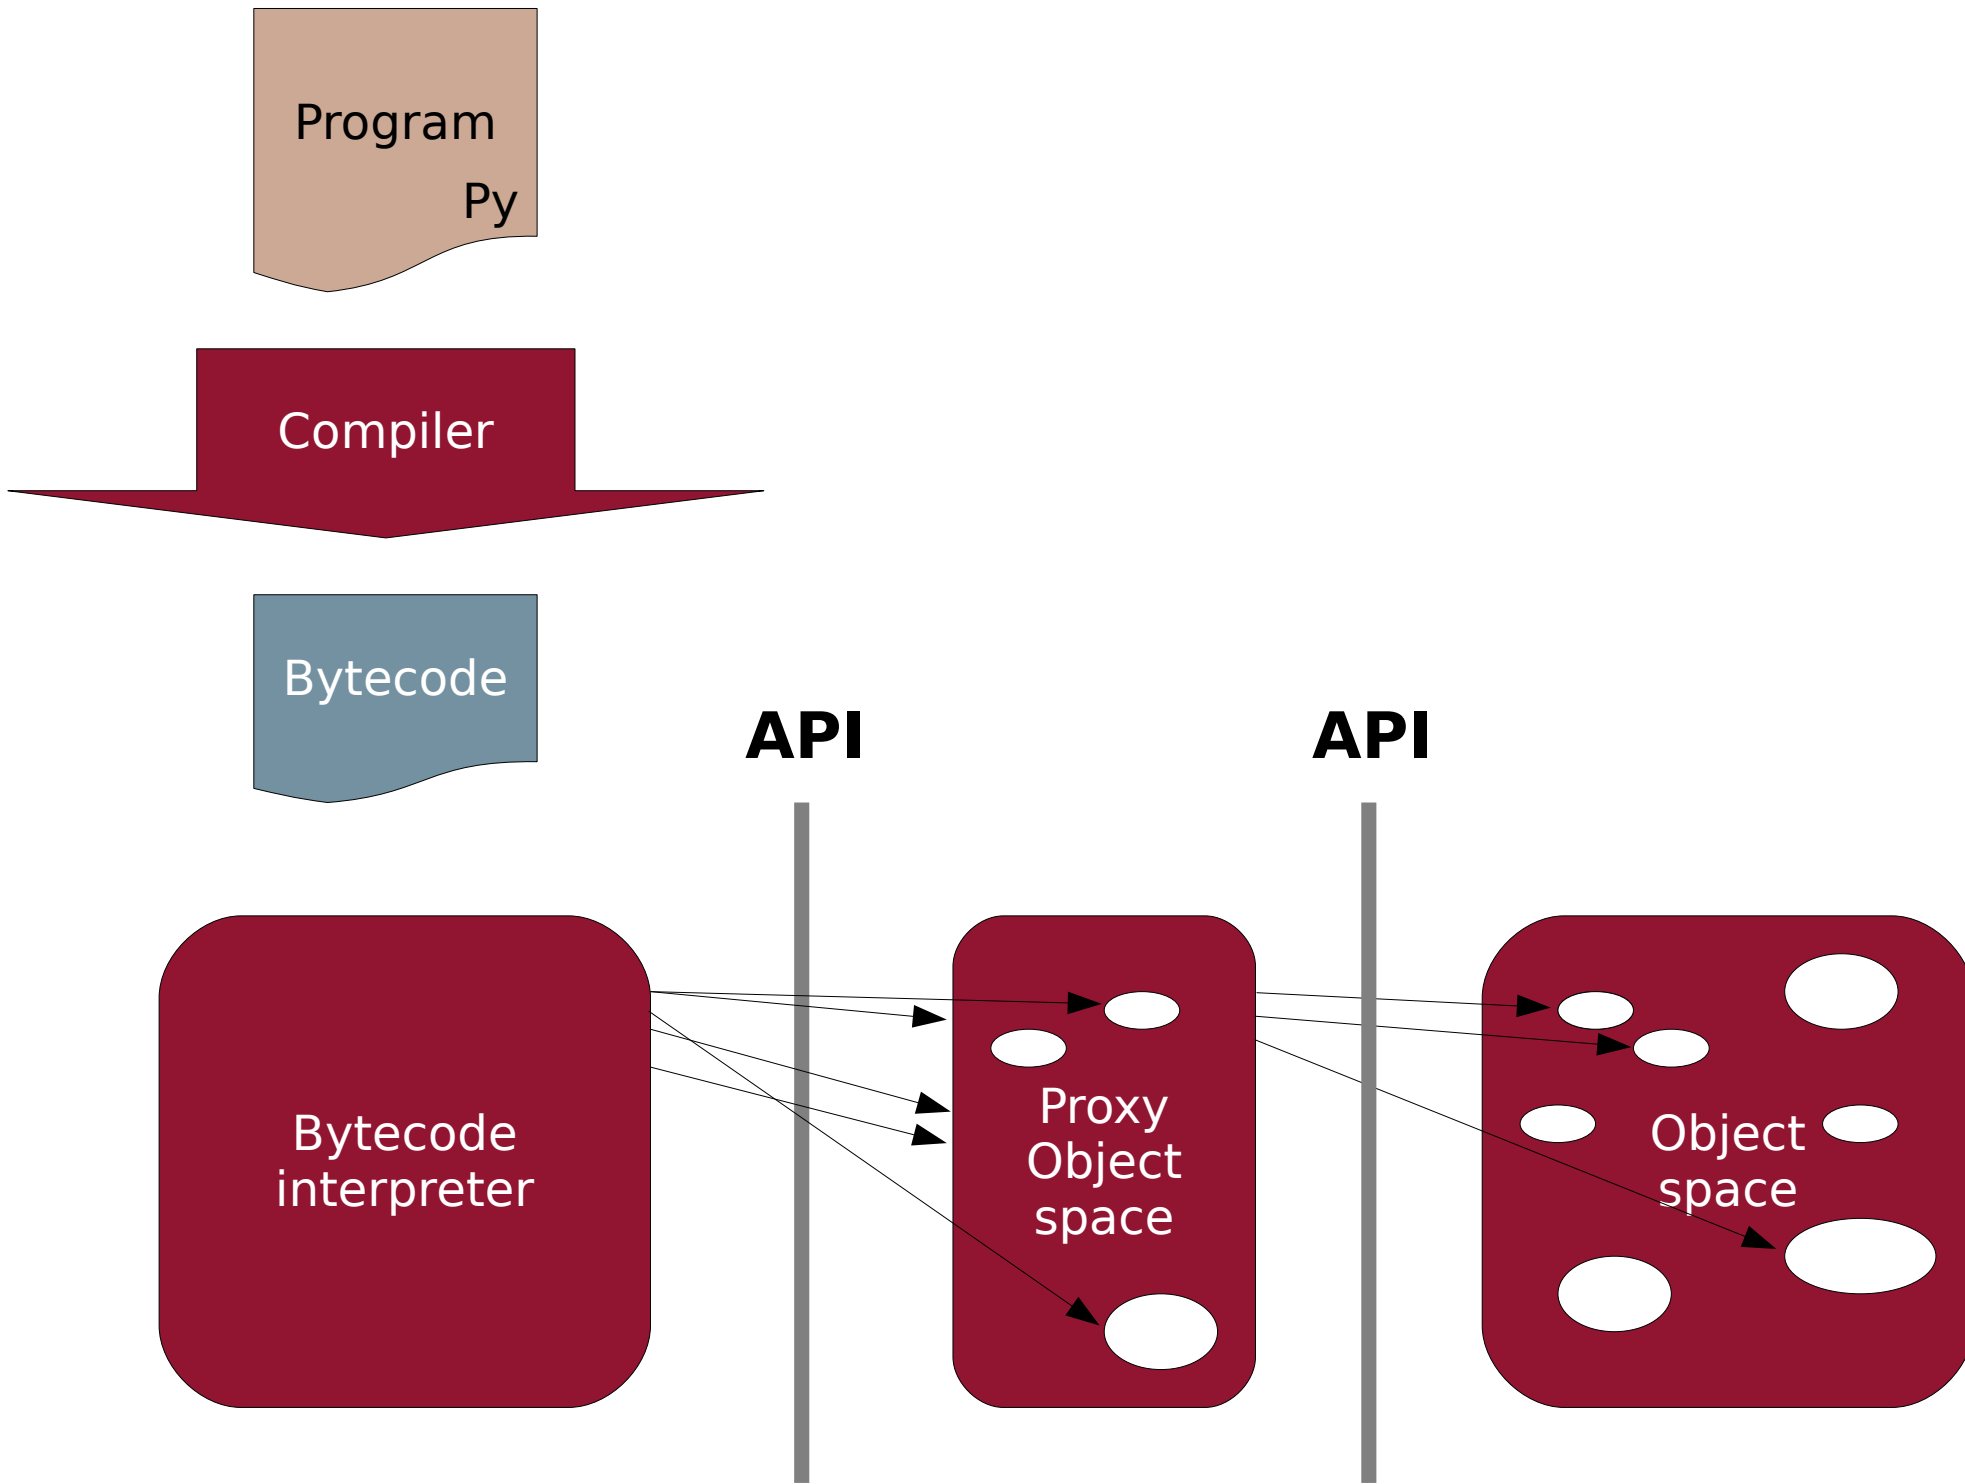 Program
Py
Compiler
Bytecode
API
API
Bytecode
interpreter
Proxy
Object
space
Object
space